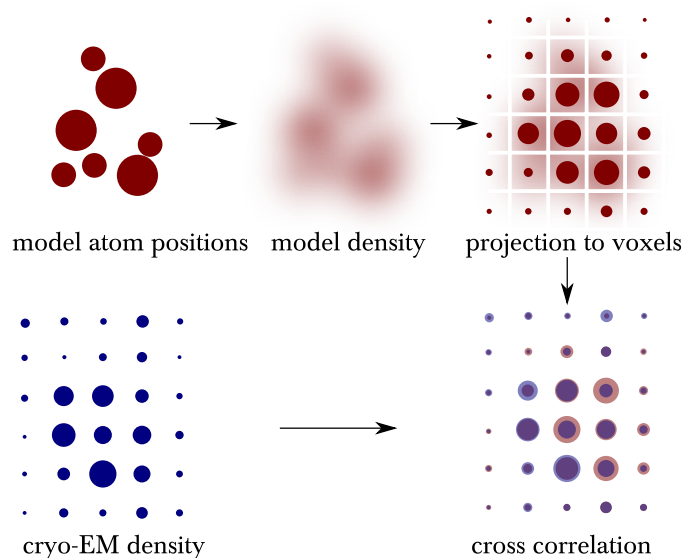 model atom positions
model density
projection to voxels
cryo-EM density
cross correlation